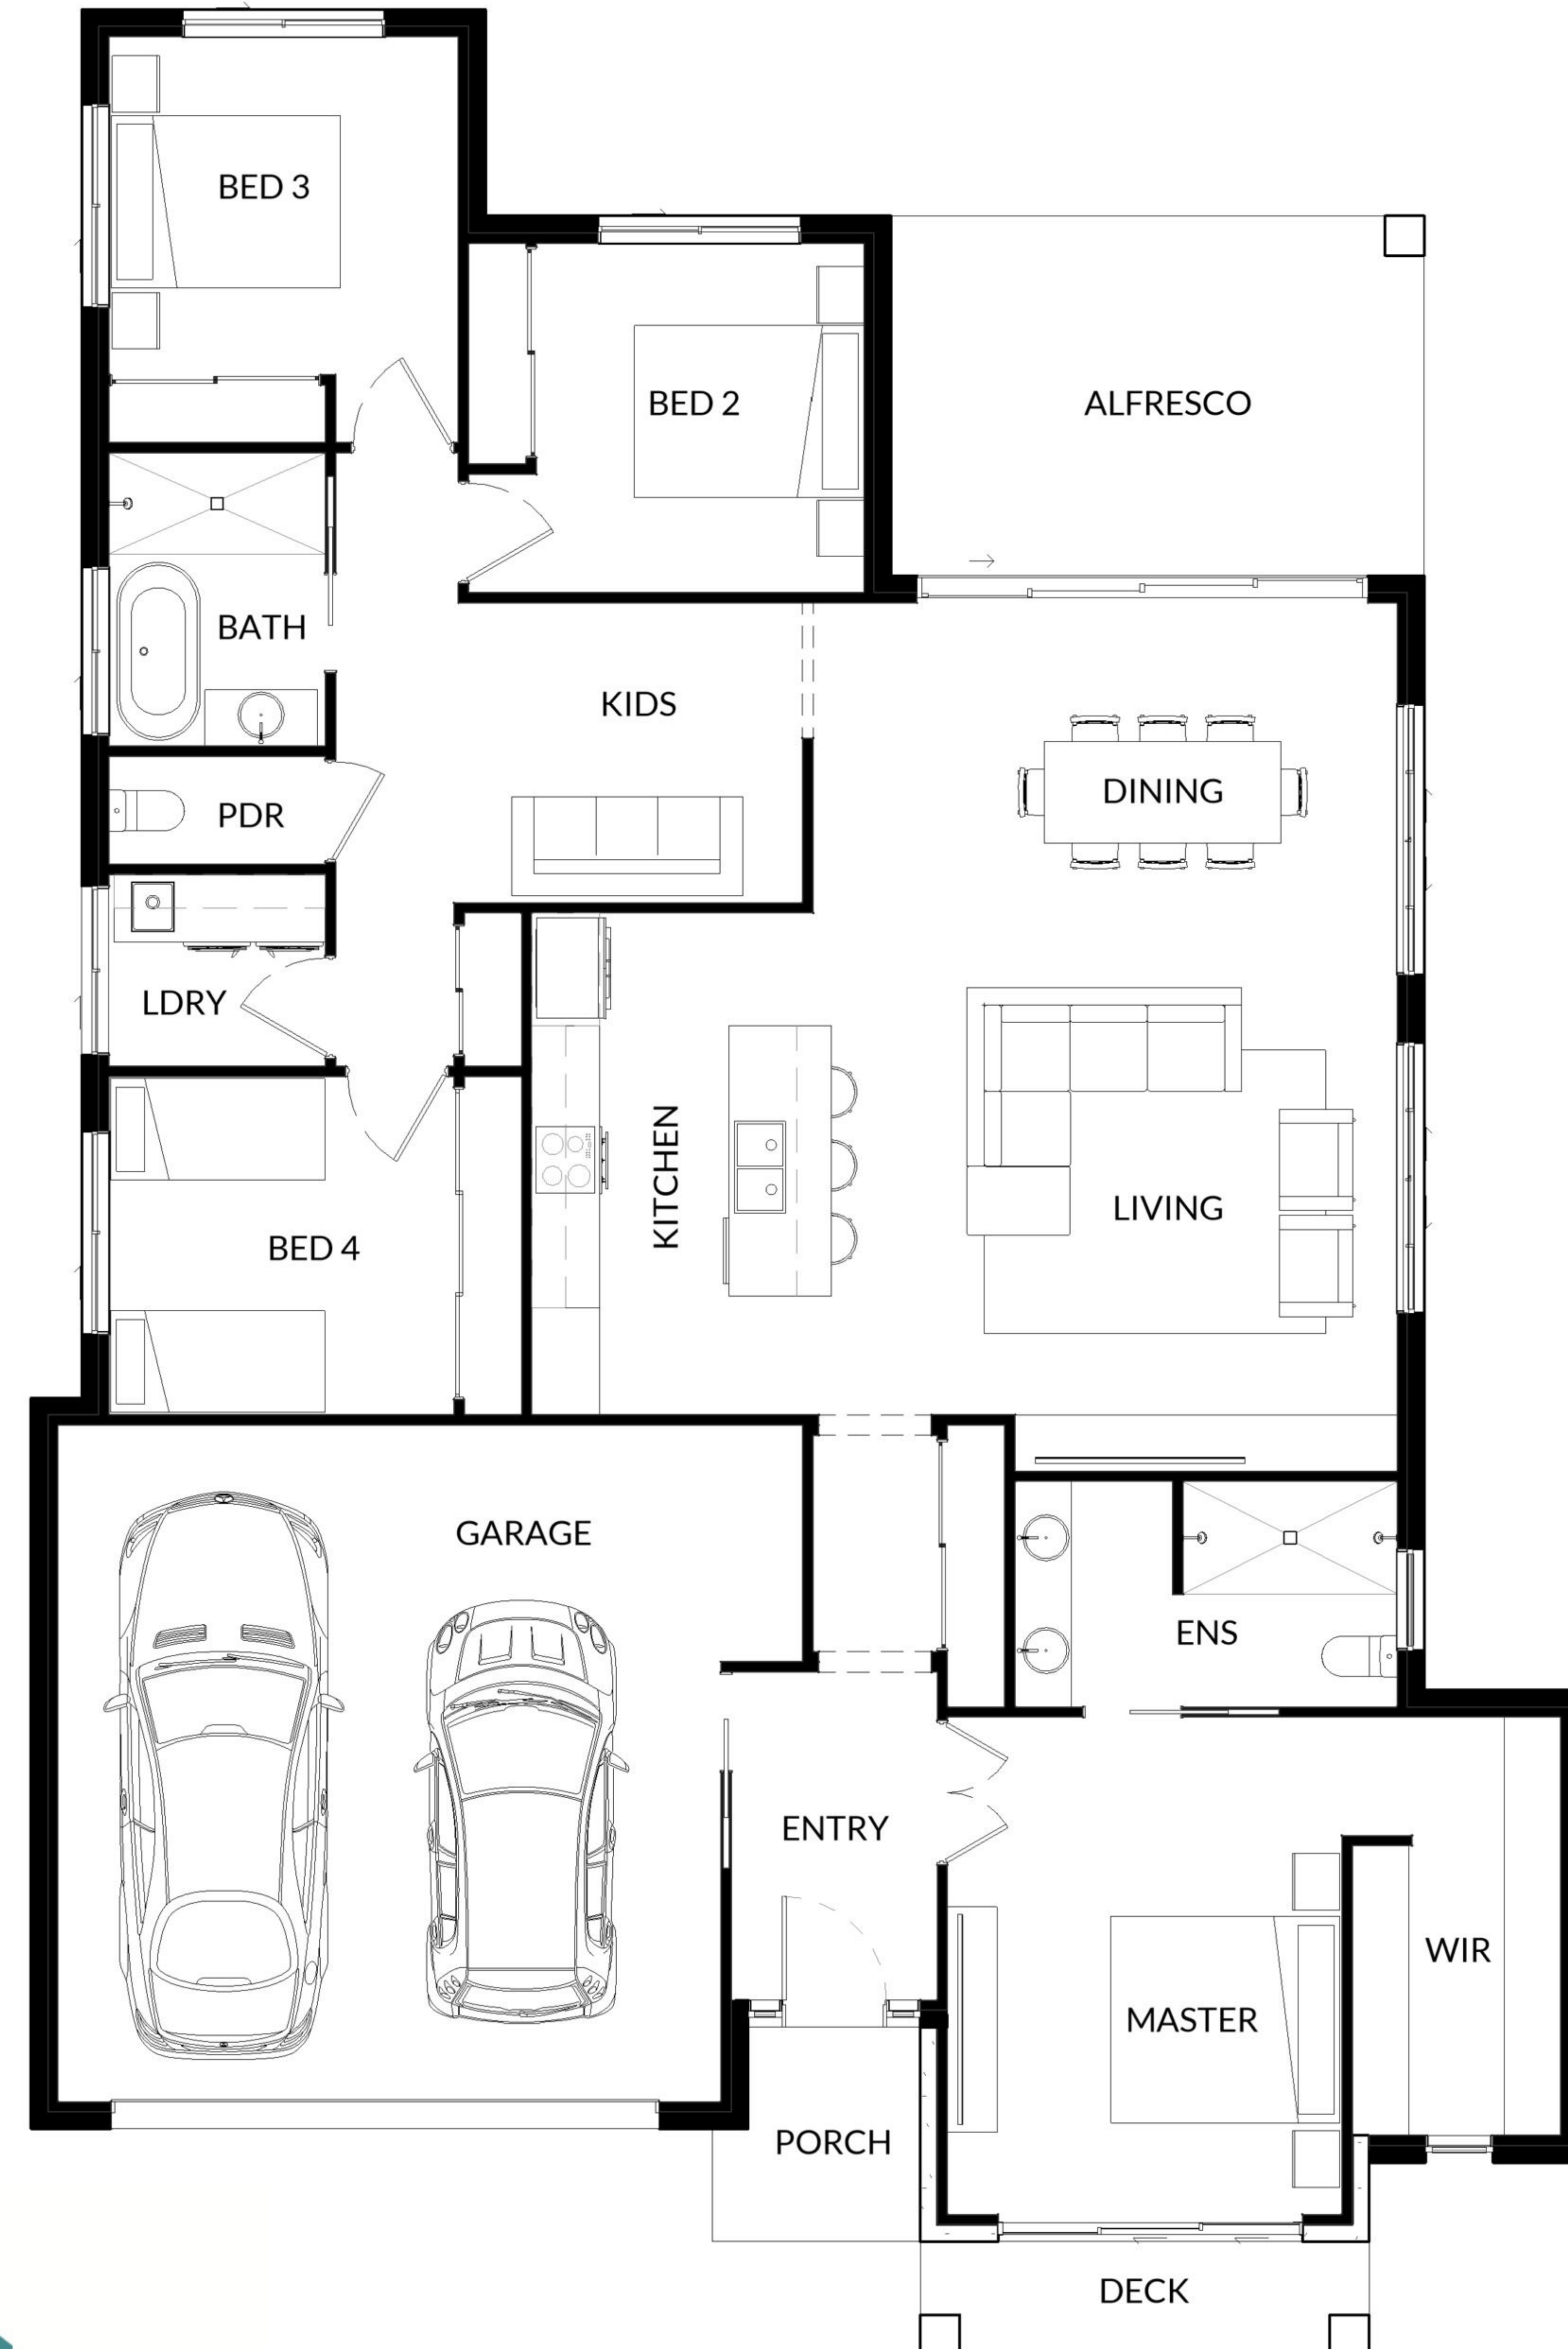 BED 3
BED 2
ALFRESCO
BATH
KIDS
DINING
PDR
LDRY
KITCHEN
LIVING
BED 4
GARAGE
ENS
ENTRY
WIR
MASTER
PORCH
DECK